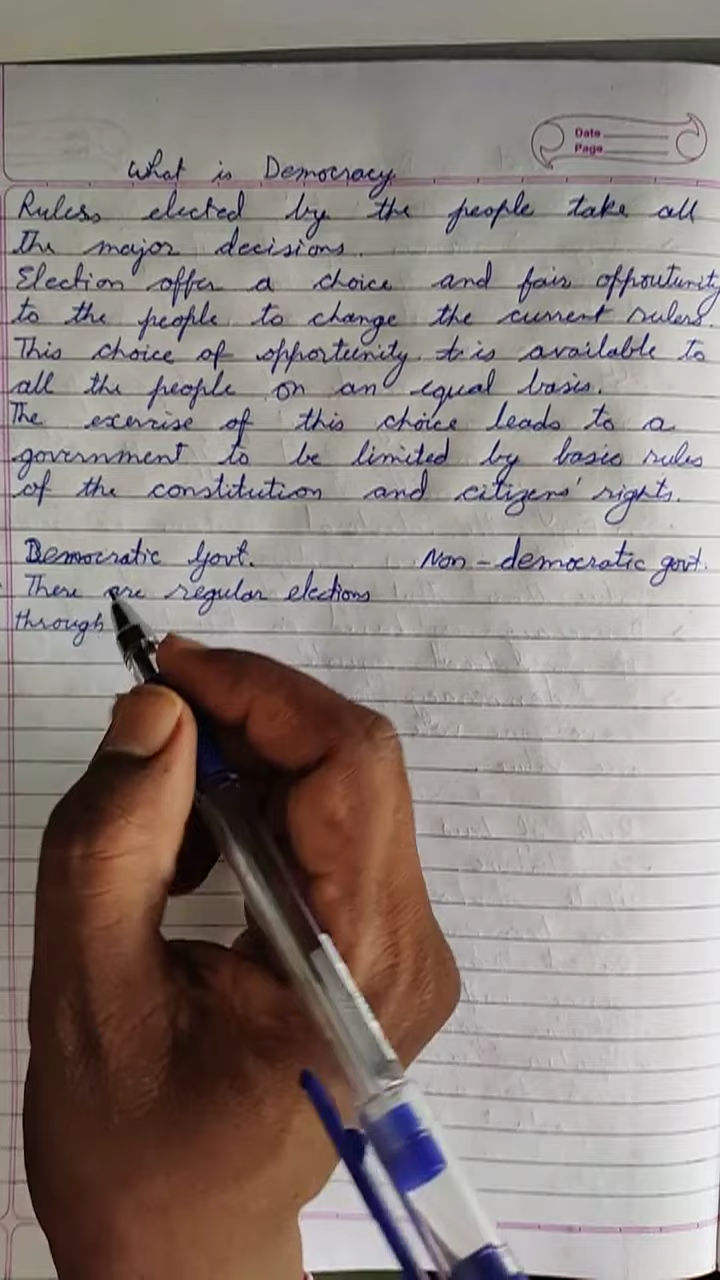 Date
Page
What is Democracy
Rulers elected by the people take all
the major decisions.
Election offer a choice and fair opportunity
to the people to change the current rulers.
This choice of opportunity. It is available to
all the people on an equal basis.
The exercise of this choice leads to a
government to be limited by basic rules
of the constitution and citizens' rights.
Democratic Govt. Non-democratic govt.
There are regular elections
through